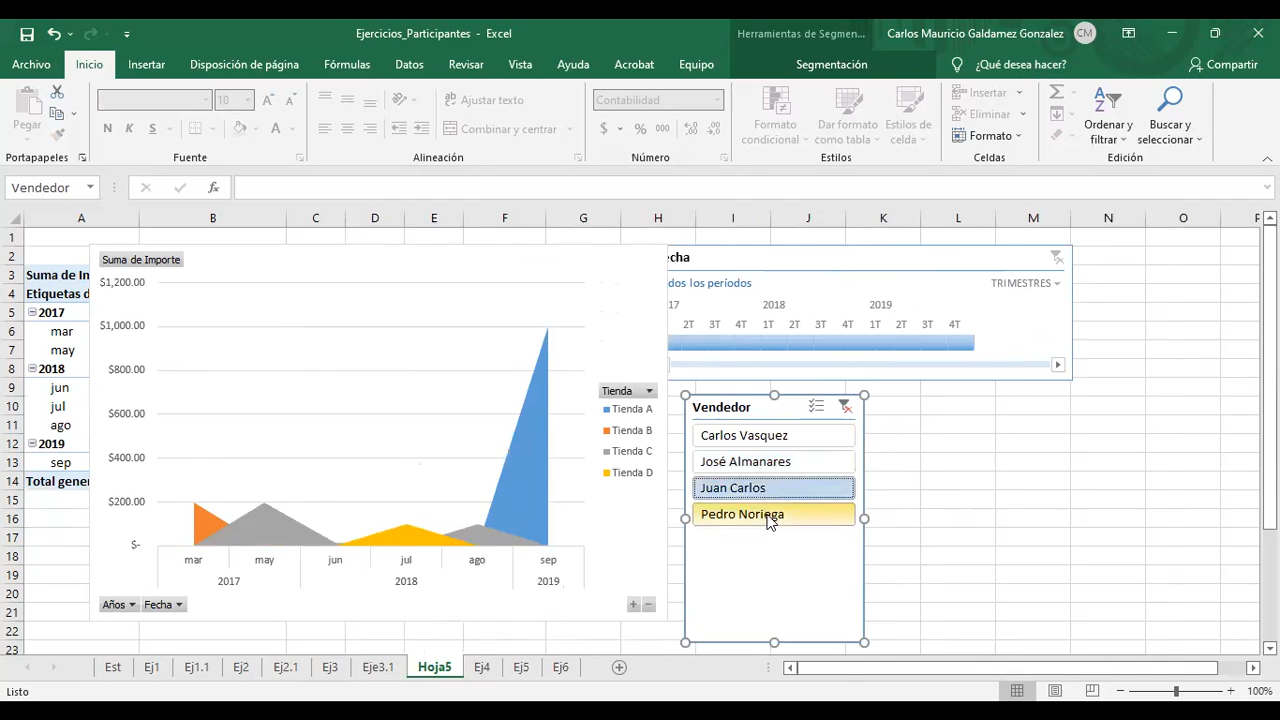 Ejercicios_Participantes - Excel
Herramientas de Segmen...
Carlos Mauricio Galdamez Gonzalez
CM
Archivo Inicio Insertar Disposición de página Fórmulas Datos Revisar Vista Ayuda Acrobat Equipo Segmentación ¿Qué desea hacer? Compartir
Pegar
10
N K S
Ajustar texto
Combinar y centrar
Contabilidad
$ % 000
Formato condicional
Dar formato como tabla
Estilos de celda
Insertar
Eliminar
Formato
Ordenar y filtrar
Buscar y seleccionar
Portapapeles Fuente Alineación Número Estilos Celdas Edición
Vendedor
fx
A B C D E F G H I J K L M N O P
1
2
3 Suma de Im
4 Etiquetas d
5 2017
6 mar
7 may
8 2018
9 jun
10 jul
11 ago
12 2019
13 sep
14 Total gener
15
16
17
18
19
20
21
22
23
Suma de Importe
$1,200.00
$1,000.00
$800.00
$600.00
$400.00
$200.00
$-
mar may jun jul ago sep
2017 2018 2019
Tienda
Tienda A
Tienda B
Tienda C
Tienda D
Años Fecha
+ −
echa
dos los períodos TRIMESTRES
17 2018 2019
2T 3T 4T 1T 2T 3T 4T 1T 2T 3T 4T
Vendedor
Carlos Vasquez
José Almanares
Juan Carlos
Pedro Noriega
Est Ej1 Ej1.1 Ej2 Ej2.1 Ej3 Eje3.1 Hoja5 Ej4 Ej5 Ej6
Listo
100%